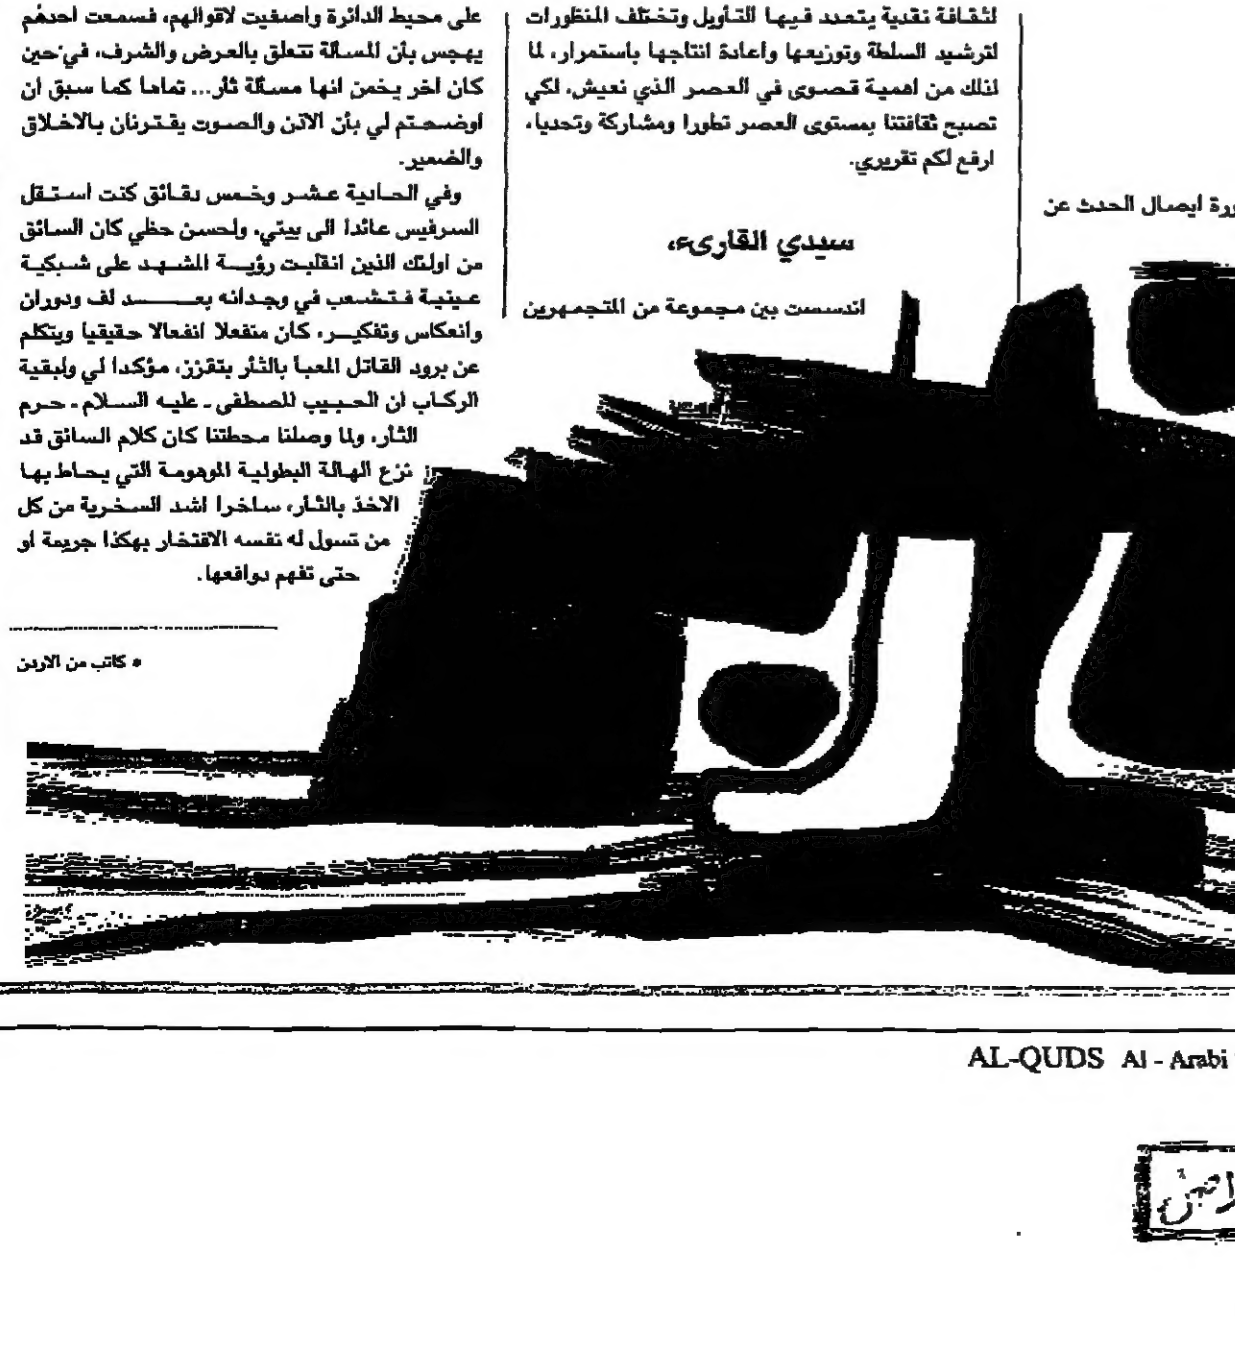 ايصال الحدث عن
لثقافة نقدية يتعدد فيها التأويل وتختلف المنظورات
لترشيد السلطة وتوزيعها واعادة انتاجها باستمرار، لما
لذلك من اهمية قصوى في العصر الذي نعيش، لكي
تصبح ثقافتنا بمستوى العصر تطورا ومشاركة وتحديا،
ارفع لكم تقريري.
سيدي القارىء،
اندسست بين مجموعة من المتجمهرين
على محيط الدائرة واصغيت لاقوالهم، فسمعت احدهم
يهجس بأن المسألة تتعلق بالعرض والشرف، في حين
كان اخر يخمن انها مسألة ثأر... تماما كما سبق ان
اوضحتم لي بأن الاذن والصوت يقترنان بالاخلاق
والضمير.
وفي الحادية عشر وخمس دقائق كنت استقل
السرفيس عائدا الى بيتي، ولحسن حظي كان السائق
من اولئك الذين انقلبت رؤية المشهد على شبكية
عينية فتشعب في وجدانه بعد لف ودوران
وانعكاس وتفكير، كان منفعلا انفعالا حقيقيا ويتكلم
عن برود القاتل المعبأ بالثأر بتقزز، مؤكدا لي ولبقية
الركاب ان الحبيب المصطفى ـ عليه السلام ـ حرم
الثأر، ولما وصلنا محطتنا كان كلام السائق قد
نزع الهالة البطولية الموهومة التي يحاط بها
الاخذ بالثأر، ساخرا اشد السخرية من كل
من تسول له نفسه الافتخار بهكذا جريمة او
حتى تفهم دوافعها.
* كاتب من الاردن
AL-QUDS Al - Arabi